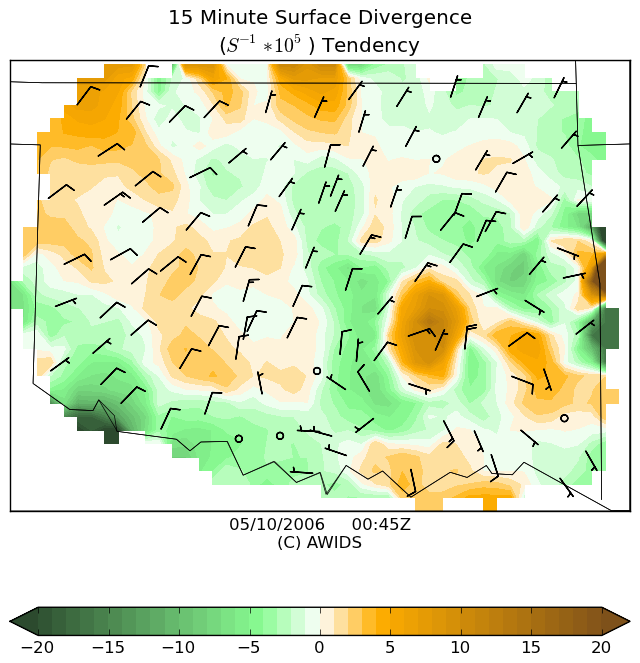 15 Minute Surface Divergence
(S⁻¹ * 10⁵ ) Tendency
05/10/2006 00:45Z
(C) AWIDS
−20 −15 −10 −5 0 5 10 15 20